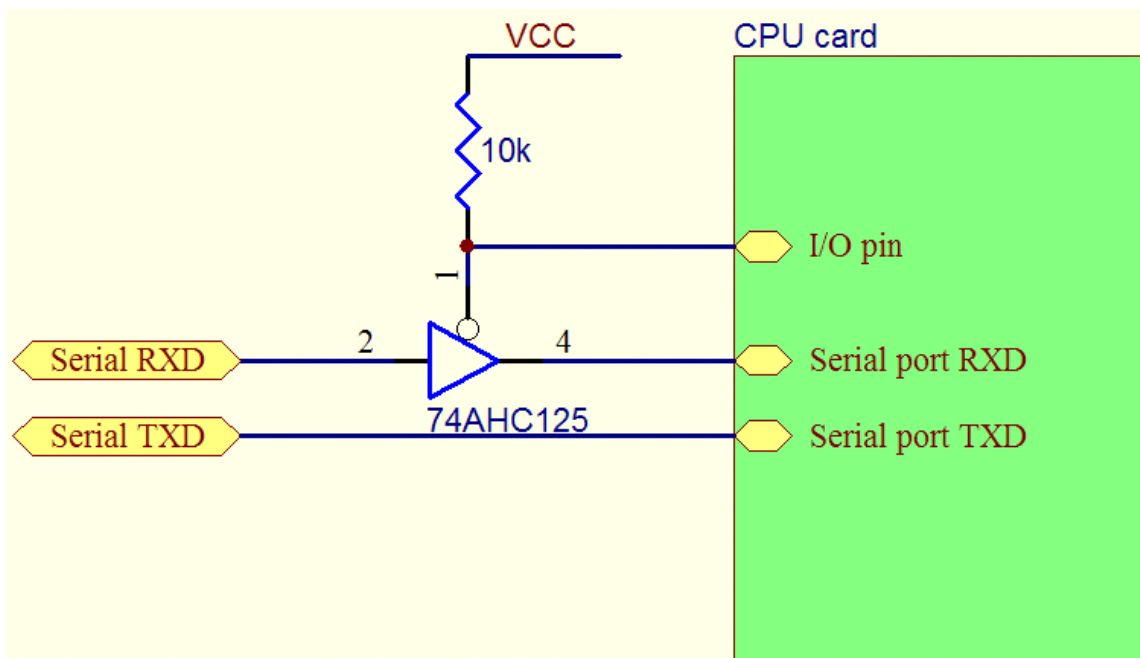 VCC
CPU card
10k
I/O pin
1
2
4
Serial RXD
Serial port RXD
74AHC125
Serial TXD
Serial port TXD